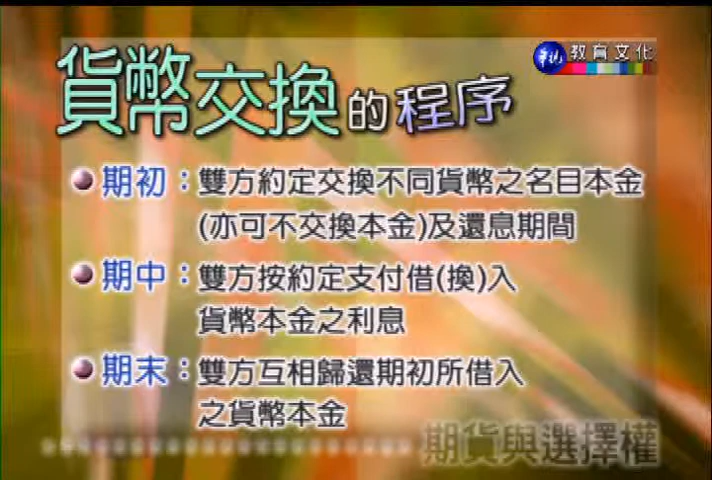 華視 教育文化
貨幣交換的程序
期初：雙方約定交換不同貨幣之名目本金
(亦可不交換本金)及還息期間
期中：雙方按約定支付借(換)入
貨幣本金之利息
期末：雙方互相歸還期初所借入
之貨幣本金
期貨與選擇權